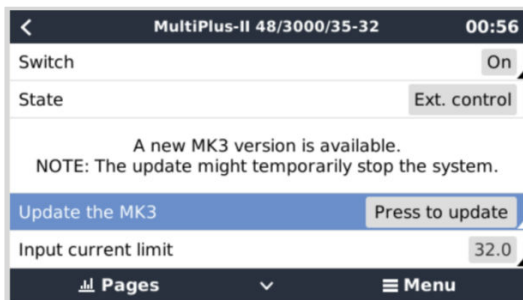 MultiPlus-II 48/3000/35-32 00:56
Switch On
State Ext. control
A new MK3 version is available.
NOTE: The update might temporarily stop the system.
Update the MK3 Press to update
Input current limit 32.0
Pages Menu